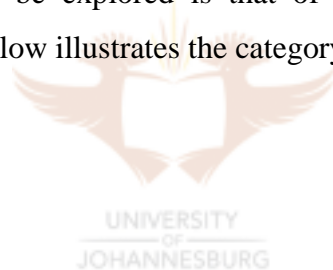 be explored is that of
low illustrates the category
UNIVERSITY
OF
JOHANNESBURG